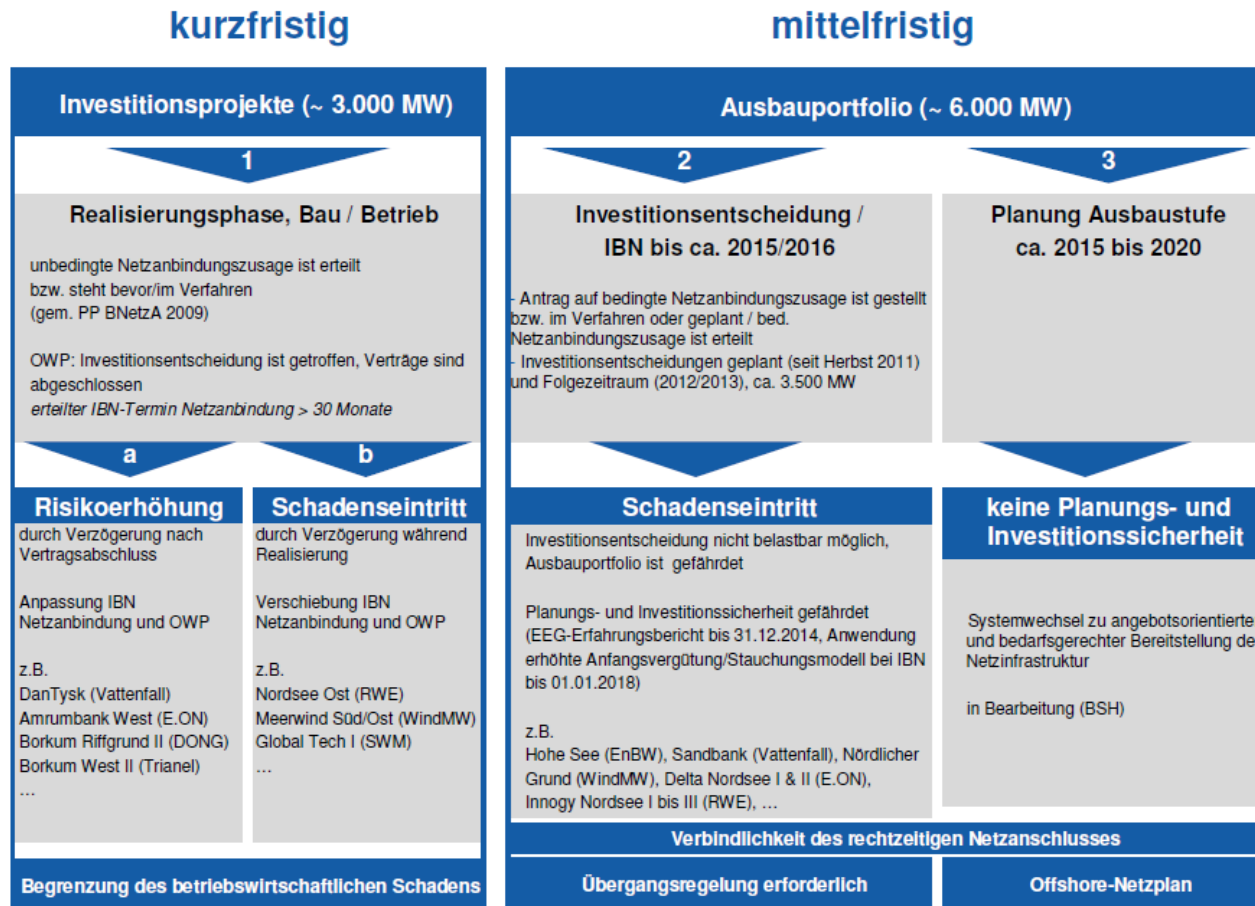 kurzfristig
mittelfristig
Investitionsprojekte (~ 3.000 MW)
1
Realisierungsphase, Bau / Betrieb
unbedingte Netzanbindungszusage ist erteilt
bzw. steht bevor/im Verfahren
(gem. PP BNetzA 2009)
OWP: Investitionsentscheidung ist getroffen, Verträge sind
abgeschlossen
erteilter IBN-Termin Netzanbindung > 30 Monate
a
Risikoerhöhung
durch Verzögerung nach
Vertragsabschluss
Anpassung IBN
Netzanbindung und OWP
z.B.
DanTysk (Vattenfall)
Amrumbank West (E.ON)
Borkum Riffgrund II (DONG)
Borkum West II (Trianel)
...
b
Schadenseintritt
durch Verzögerung während
Realisierung
Verschiebung IBN
Netzanbindung und OWP
z.B.
Nordsee Ost (RWE)
Meerwind Süd/Ost (WindMW)
Global Tech I (SWM)
...
Begrenzung des betriebswirtschaftlichen Schadens
Ausbauportfolio (~ 6.000 MW)
2
Investitionsentscheidung /
IBN bis ca. 2015/2016
- Antrag auf bedingte Netzanbindungszusage ist gestellt
bzw. im Verfahren oder geplant / bed.
Netzanbindungszusage ist erteilt
- Investitionsentscheidungen geplant (seit Herbst 2011)
und Folgezeitraum (2012/2013), ca. 3.500 MW
Schadenseintritt
Investitionsentscheidung nicht belastbar möglich,
Ausbauportfolio ist gefährdet
Planungs- und Investitionssicherheit gefährdet
(EEG-Erfahrungsbericht bis 31.12.2014, Anwendung
erhöhte Anfangsvergütung/Stauchungsmodell bei IBN
bis 01.01.2018)
z.B.
Hohe See (EnBW), Sandbank (Vattenfall), Nördlicher
Grund (WindMW), Delta Nordsee I & II (E.ON),
Innogy Nordsee I bis III (RWE), ...
3
Planung Ausbaustufe
ca. 2015 bis 2020
keine Planungs- und
Investitionssicherheit
Systemwechsel zu angebotsorientierte
und bedarfsgerechter Bereitstellung de
Netzinfrastruktur
in Bearbeitung (BSH)
Verbindlichkeit des rechtzeitigen Netzanschlusses
Übergangsregelung erforderlich
Offshore-Netzplan